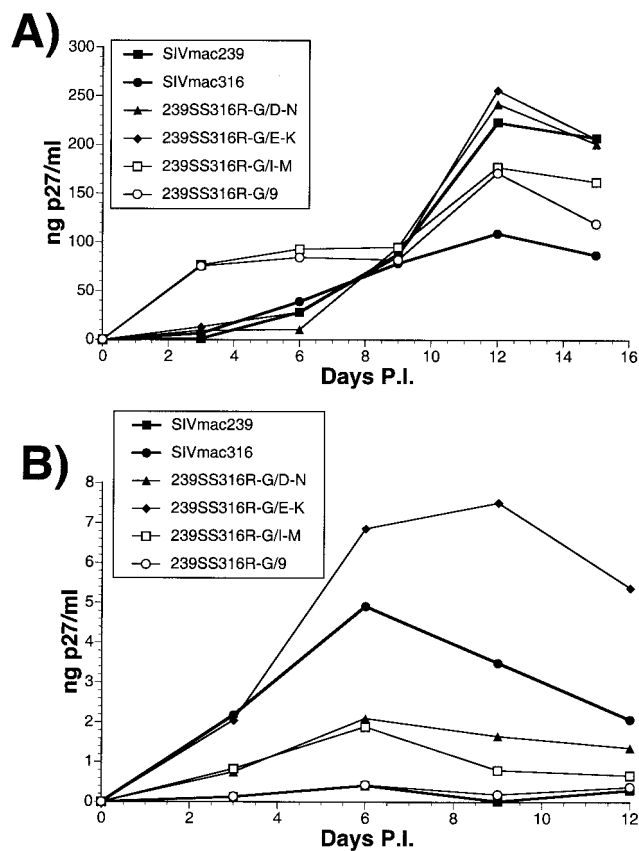 A)
300
250
200
150
100
50
0
ng p27/ml
SIVmac239
SIVmac316
239SS316R-G/D-N
239SS316R-G/E-K
239SS316R-G/I-M
239SS316R-G/9
0 2 4 6 8 10 12 14 16
Days P.I.
B)
8
7
6
5
4
3
2
1
0
ng p27/ml
SIVmac239
SIVmac316
239SS316R-G/D-N
239SS316R-G/E-K
239SS316R-G/I-M
239SS316R-G/9
0 2 4 6 8 10 12
Days P.I.